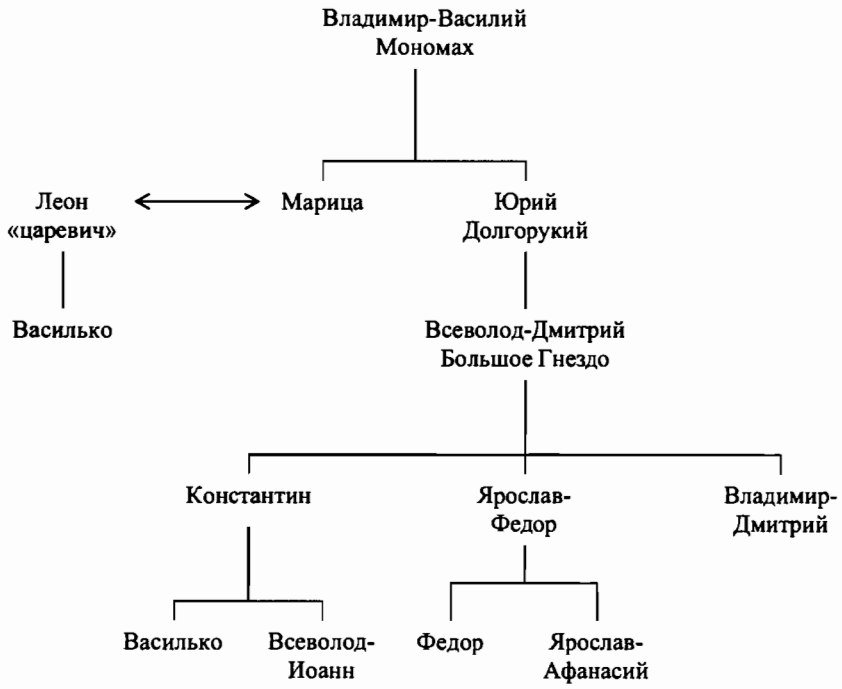 Владимир-Василий
Мономах
Леон
«царевич»
Марица
Юрий
Долгорукий
Василько
Всеволод-Дмитрий
Большое Гнездо
Константин
Ярослав-
Федор
Владимир-
Дмитрий
Василько
Всеволод-
Иоанн
Федор
Ярослав-
Афанасий